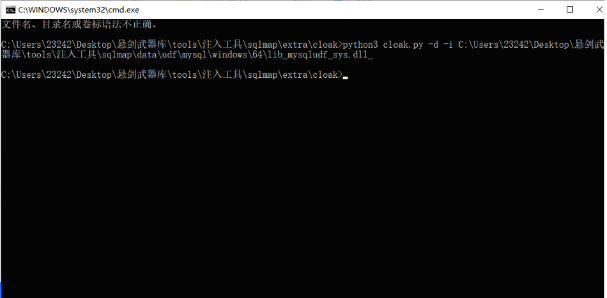 C:\WINDOWS\system32\cmd.exe
文件名、目录名或卷标语法不正确。
C:\Users\23242\Desktop\悬剑武器库\tools\注入工具\sqlmap\extra\cloak>python3 cloak.py -d -i C:\Users\23242\Desktop\悬剑武
器库\tools\注入工具\sqlmap\data\udf\mysql\windows\64\lib_mysqludf_sys.dll_
C:\Users\23242\Desktop\悬剑武器库\tools\注入工具\sqlmap\extra\cloak>